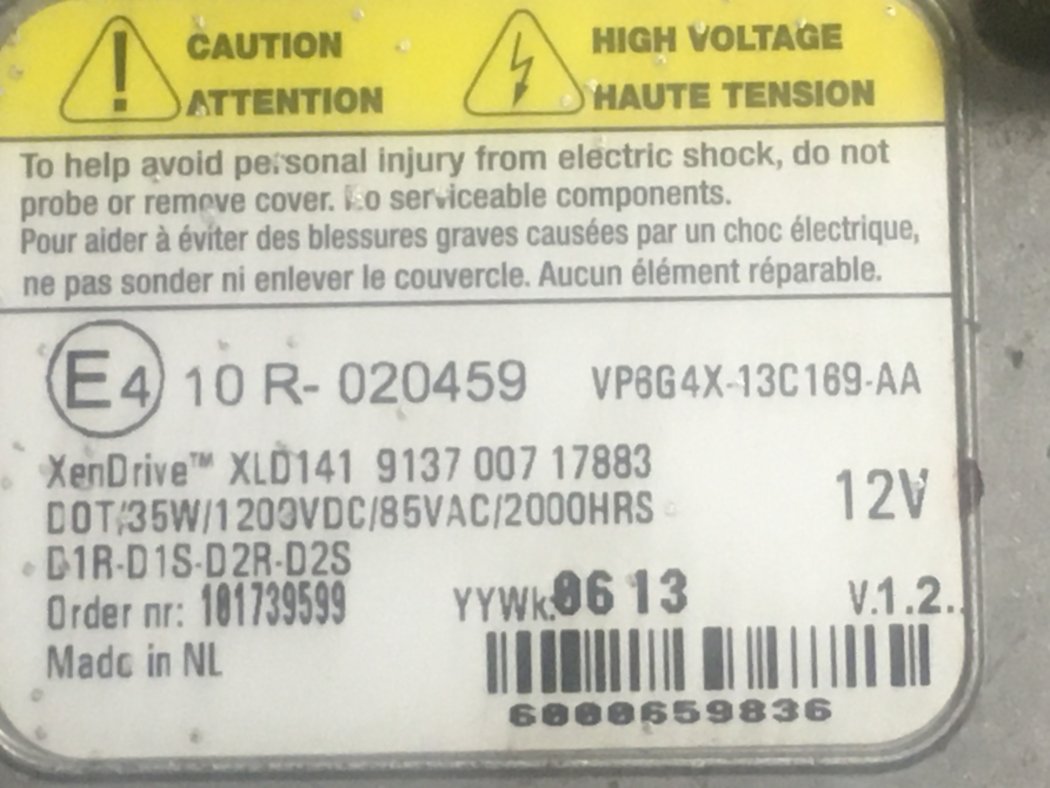 CAUTION
ATTENTION
HIGH VOLTAGE
HAUTE TENSION
To help avoid personal injury from electric shock, do not
probe or remove cover. No serviceable components.
Pour aider à éviter des blessures graves causées par un choc électrique,
ne pas sonder ni enlever le couvercle. Aucun élément réparable.
E4 10 R- 020459 VP6G4X-13C169-AA
XenDrive™ XLD141 9137 007 17883
DOT/35W/1200VDC/85VAC/2000HRS
12V
D1R-D1S-D2R-D2S
Order nr: 101739599
YYWk: 06 13
V.1.2.
Made in NL
6000659836